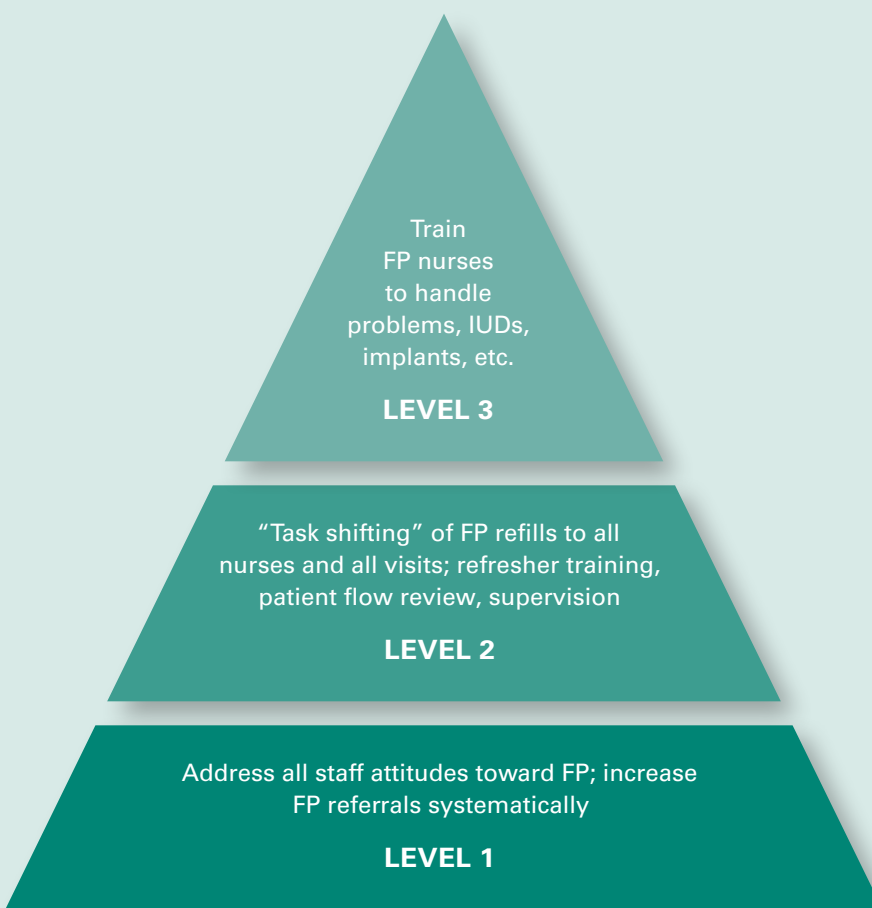 Train
FP nurses
to handle
problems, IUDs,
implants, etc.
LEVEL 3
“Task shifting” of FP refills to all
nurses and all visits; refresher training,
patient flow review, supervision
LEVEL 2
Address all staff attitudes toward FP; increase
FP referrals systematically
LEVEL 1